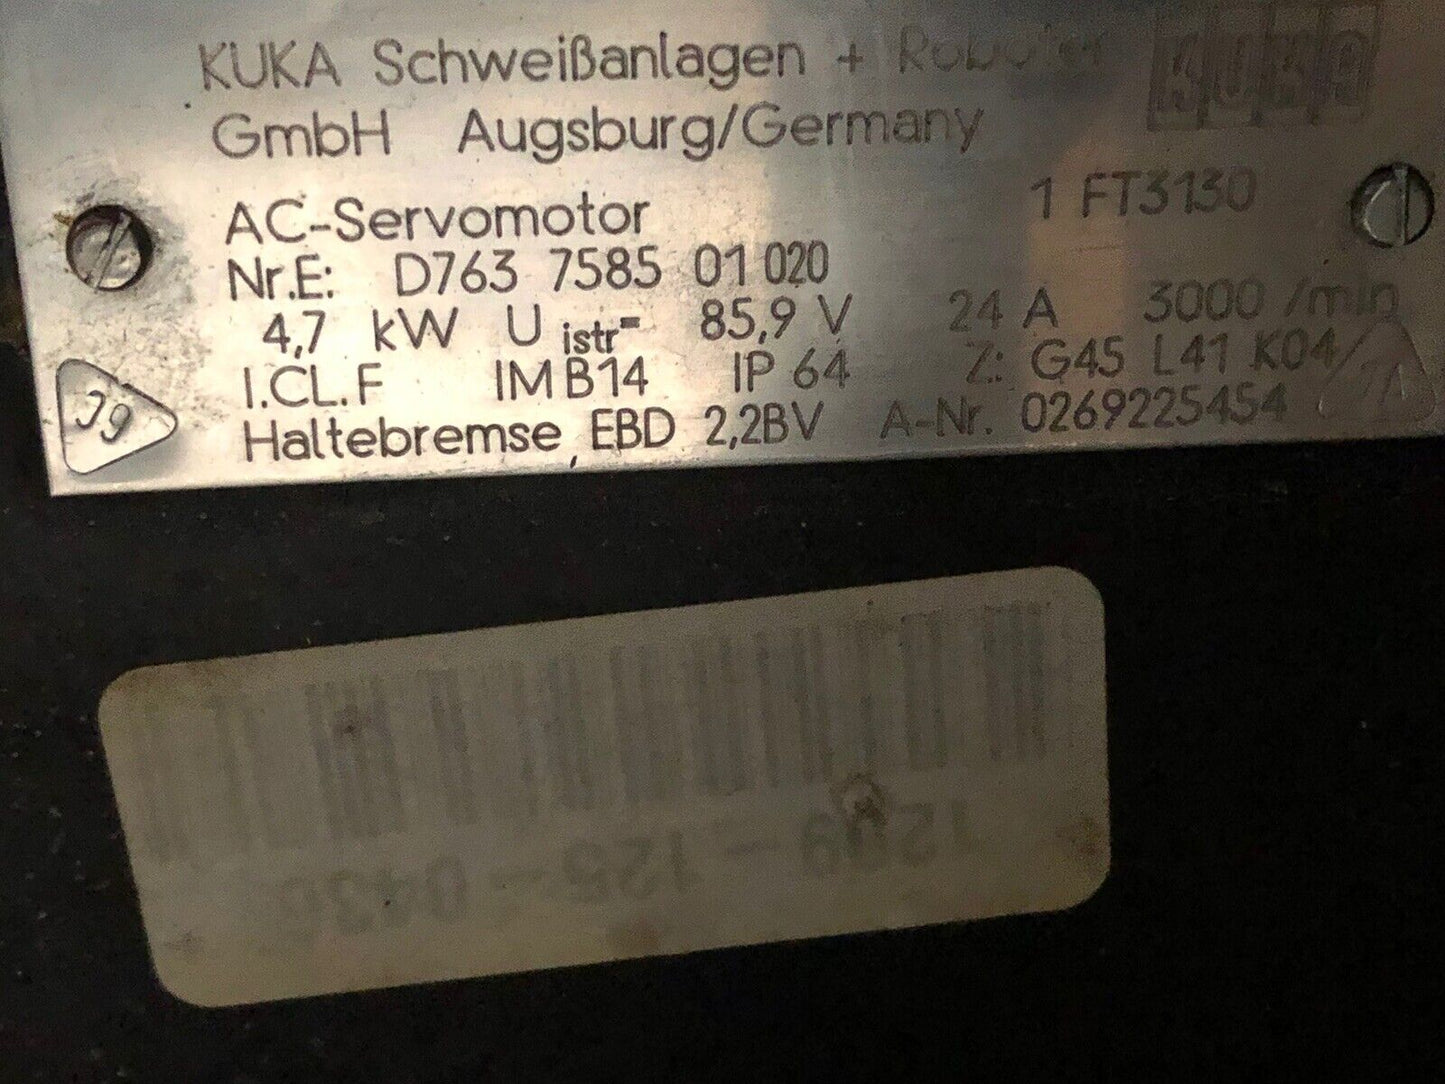 KUKA Schweißanlagen + Roboter KUKA
GmbH Augsburg/Germany
AC-Servomotor 1 FT3130
Nr.E: D763 7585 01 020
4,7 kW U istr= 85,9 V 24 A 3000 /min
I.CL.F IM B14 IP 64 Z: G45 L41 K04/
Haltebremse, EBD 2,2BV A-Nr. 0269225454